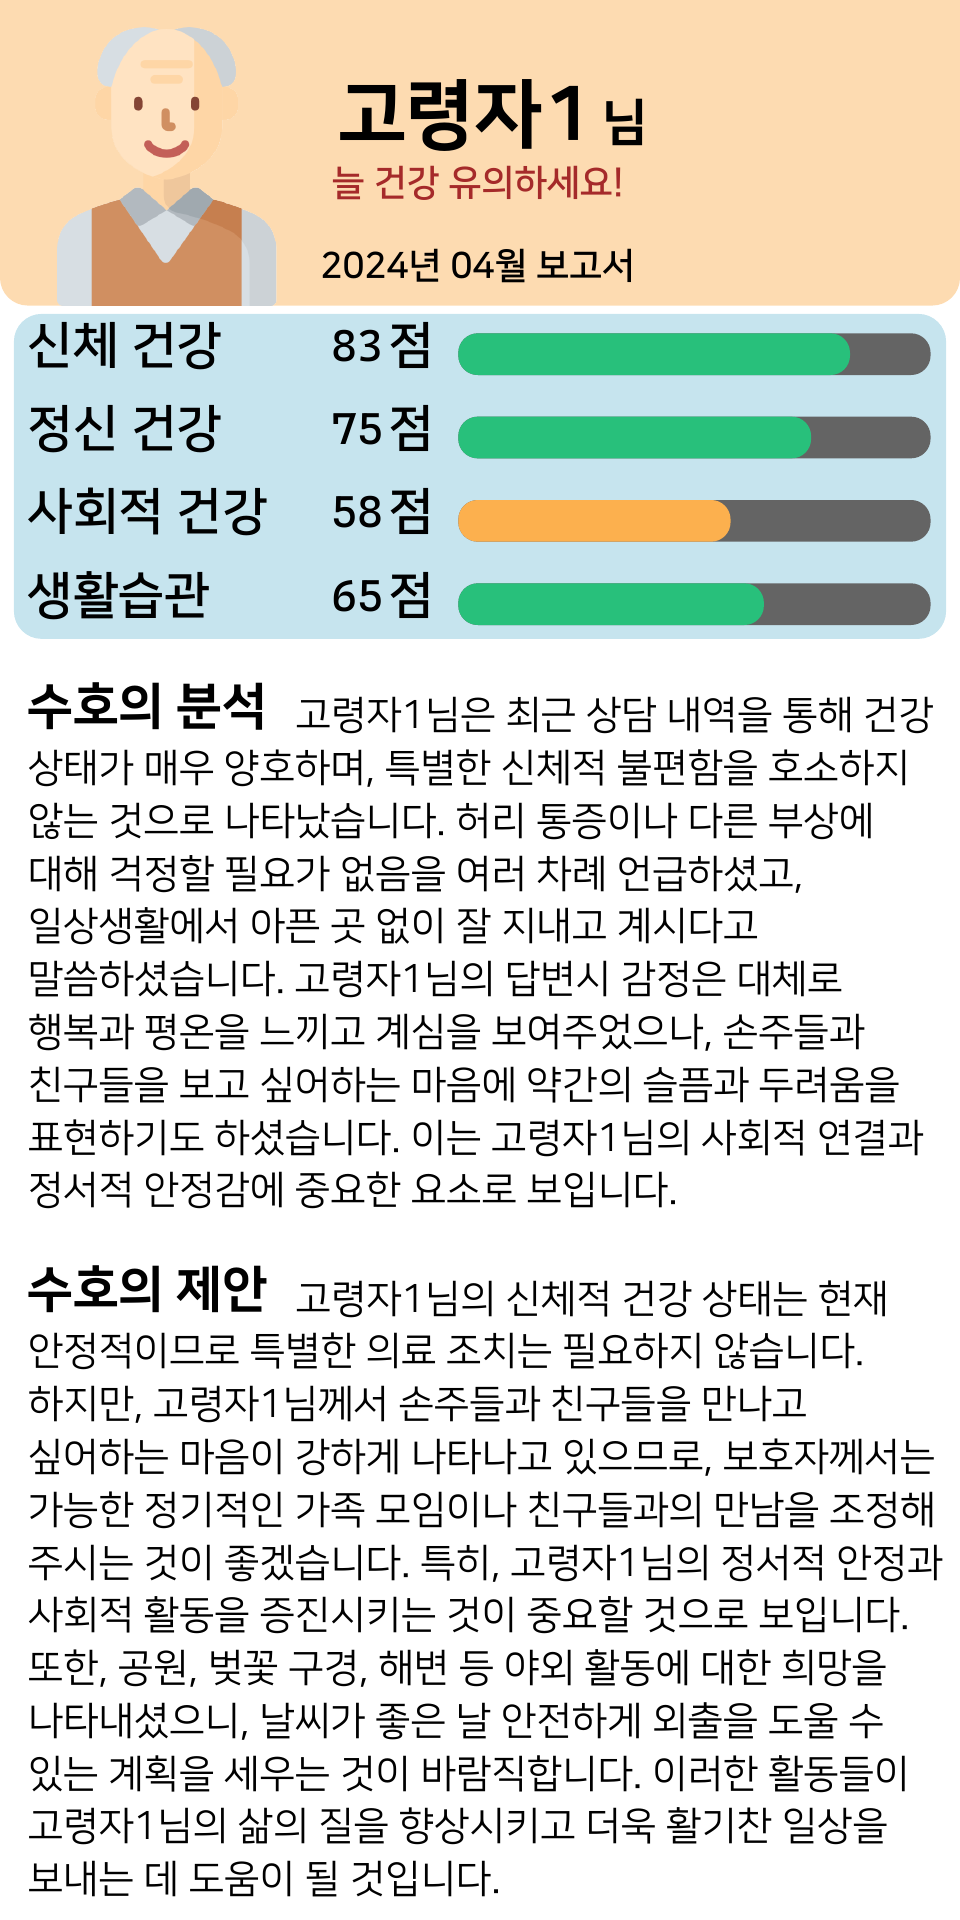 고령자1 님
늘 건강 유의하세요!
2024년 04월 보고서
신체 건강 83 점
정신 건강 75 점
사회적 건강 58 점
생활습관 65 점
수호의 분석 고령자1님은 최근 상담 내역을 통해 건강
상태가 매우 양호하며, 특별한 신체적 불편함을 호소하지
않는 것으로 나타났습니다. 허리 통증이나 다른 부상에
대해 걱정할 필요가 없음을 여러 차례 언급하셨고,
일상생활에서 아픈 곳 없이 잘 지내고 계시다고
말씀하셨습니다. 고령자1님의 답변시 감정은 대체로
행복과 평온을 느끼고 계심을 보여주었으나, 손주들과
친구들을 보고 싶어하는 마음에 약간의 슬픔과 두려움을
표현하기도 하셨습니다. 이는 고령자1님의 사회적 연결과
정서적 안정감에 중요한 요소로 보입니다.
수호의 제안 고령자1님의 신체적 건강 상태는 현재
안정적이므로 특별한 의료 조치는 필요하지 않습니다.
하지만, 고령자1님께서 손주들과 친구들을 만나고
싶어하는 마음이 강하게 나타나고 있으므로, 보호자께서는
가능한 정기적인 가족 모임이나 친구들과의 만남을 조정해
주시는 것이 좋겠습니다. 특히, 고령자1님의 정서적 안정과
사회적 활동을 증진시키는 것이 중요할 것으로 보입니다.
또한, 공원, 벚꽃 구경, 해변 등 야외 활동에 대한 희망을
나타내셨으니, 날씨가 좋은 날 안전하게 외출을 도울 수
있는 계획을 세우는 것이 바람직합니다. 이러한 활동들이
고령자1님의 삶의 질을 향상시키고 더욱 활기찬 일상을
보내는 데 도움이 될 것입니다.